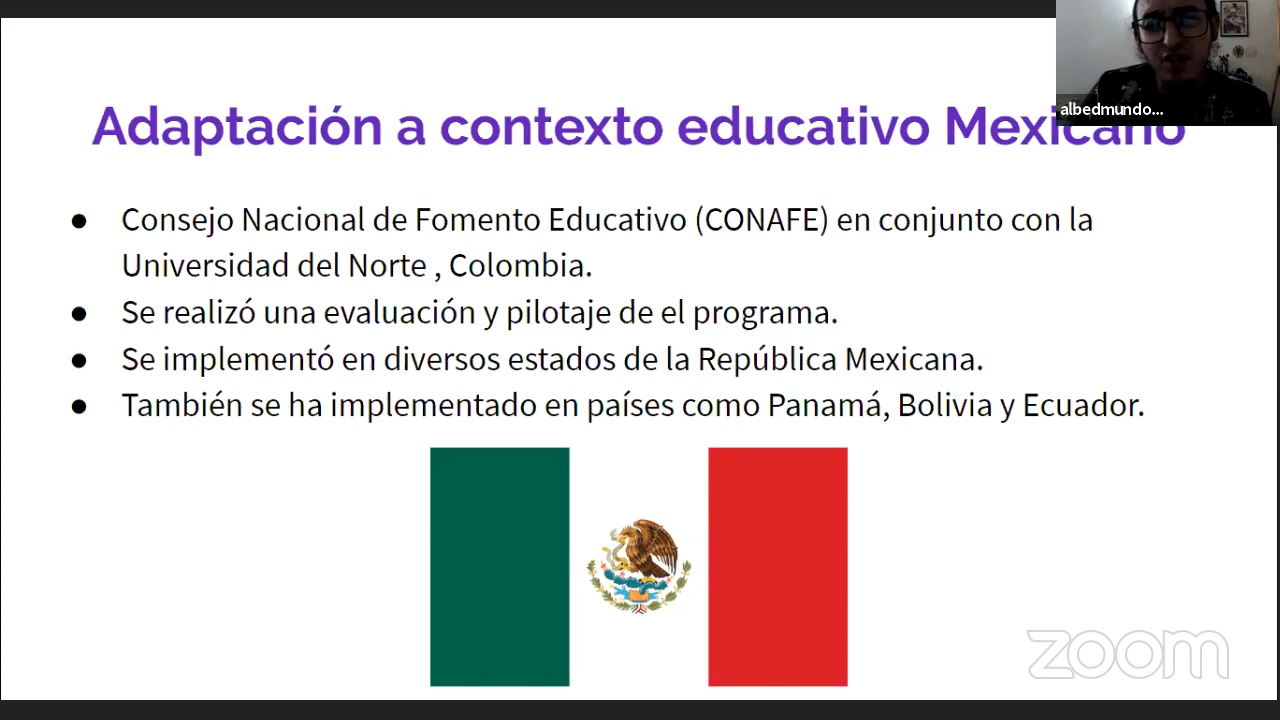 Adaptación a contexto educativo Mexicano
albedmundo...
● Consejo Nacional de Fomento Educativo (CONAFE) en conjunto con la
Universidad del Norte , Colombia.
● Se realizó una evaluación y pilotaje de el programa.
● Se implementó en diversos estados de la República Mexicana.
● También se ha implementado en países como Panamá, Bolivia y Ecuador.
zoom